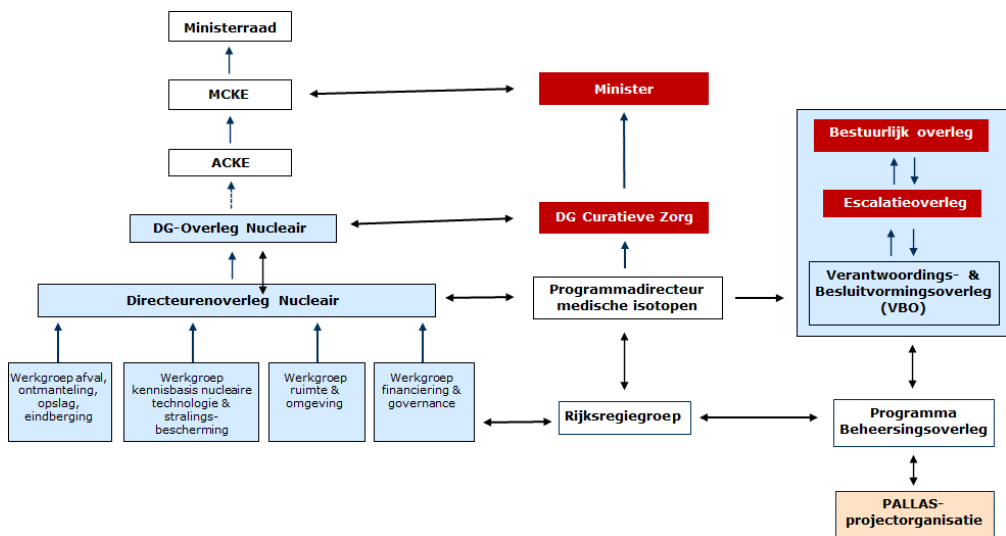 Ministerraad
MCKE
Minister
Bestuurlijk overleg
ACKE
Escalatieoverleg
DG-Overleg Nucleair
DG Curatieve Zorg
Verantwoordings- &
Besluitvormingsoverleg
(VBO)
Directeurenoverleg Nucleair
Programmadirecteur
medische isotopen
Werkgroep afval,
ontmanteling,
opslag,
eindberging
Werkgroep
kennisbasis nucleaire
technologie &
stralings-
bescherming
Werkgroep
ruimte &
omgeving
Werkgroep
financiering &
governance
Rijksregiegroep
Programma
Beheersingsoverleg
PALLAS-
projectorganisatie